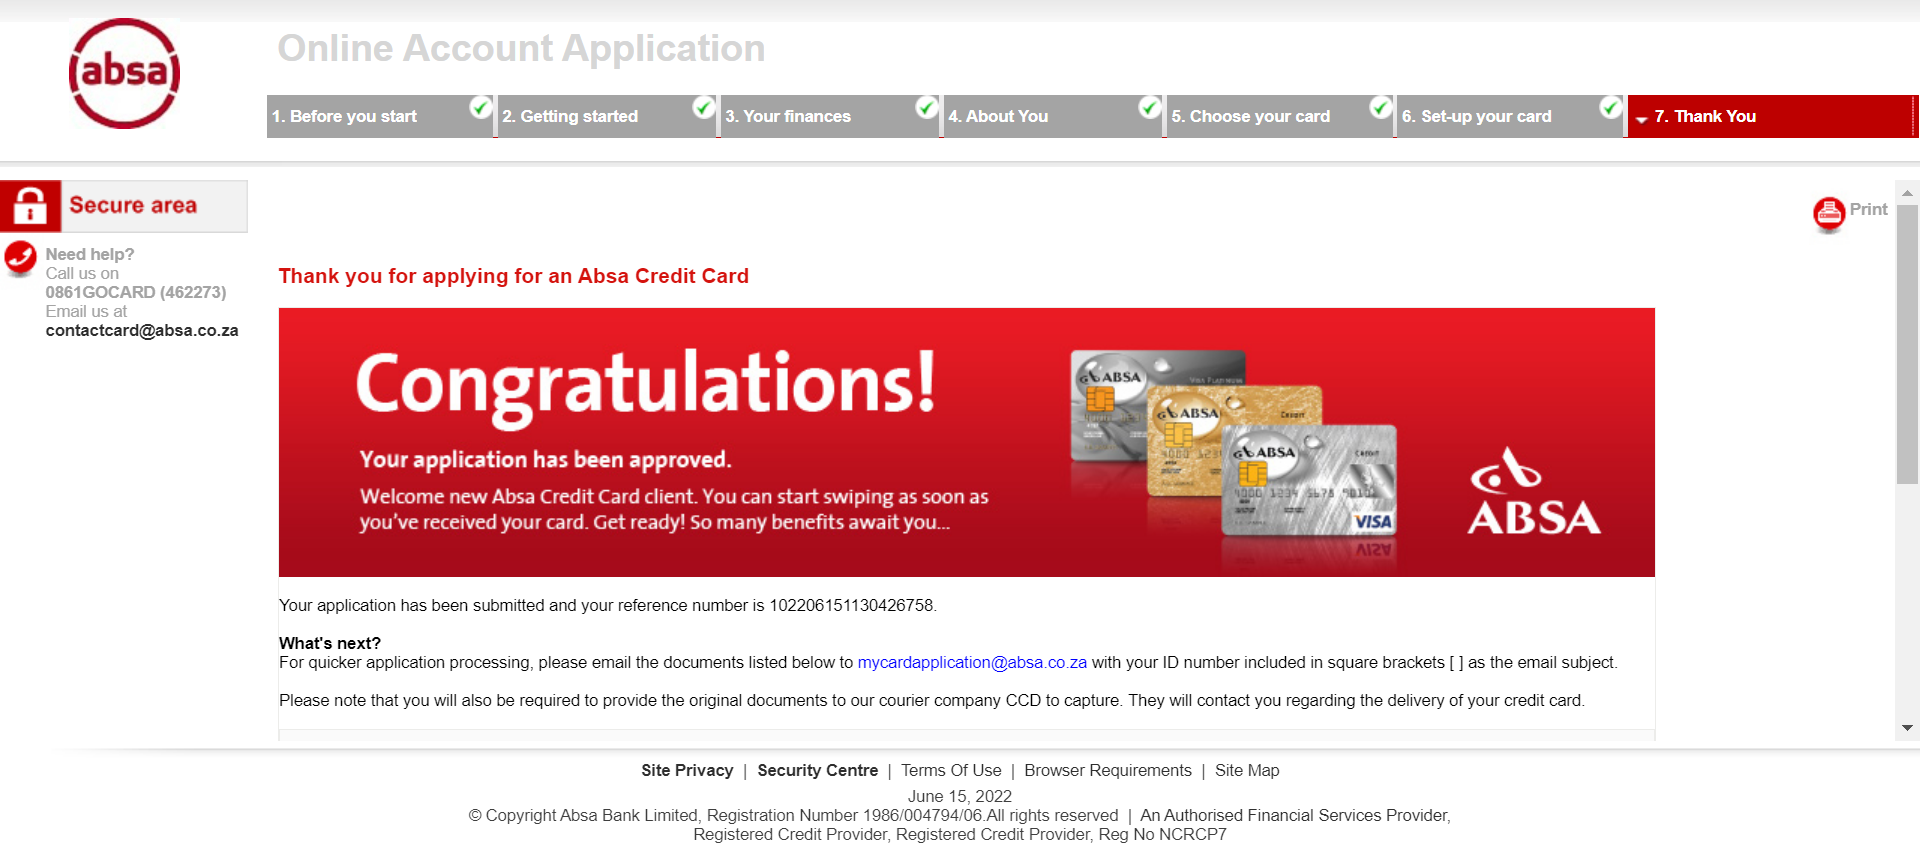 absa
Online Account Application
1. Before you start
2. Getting started
3. Your finances
4. About You
5. Choose your card
6. Set-up your card
7. Thank You
Secure area
Need help?
Call us on
0861GOCARD (462273)
Email us at
contactcard@absa.co.za
Print
Thank you for applying for an Absa Credit Card
Congratulations!
Your application has been approved.
Welcome new Absa Credit Card client. You can start swiping as soon as
you've received your card. Get ready! So many benefits await you...
ABSA
ABSA
Credit
ABSA
Credit
4000 1234 5678 9010
VISA
ABSA
Your application has been submitted and your reference number is 102206151130426758.
What's next?
For quicker application processing, please email the documents listed below to mycardapplication@absa.co.za with your ID number included in square brackets [ ] as the email subject.
Please note that you will also be required to provide the original documents to our courier company CCD to capture. They will contact you regarding the delivery of your credit card.
Site Privacy | Security Centre | Terms Of Use | Browser Requirements | Site Map
June 15, 2022
© Copyright Absa Bank Limited, Registration Number 1986/004794/06.All rights reserved | An Authorised Financial Services Provider,
Registered Credit Provider, Registered Credit Provider, Reg No NCRCP7